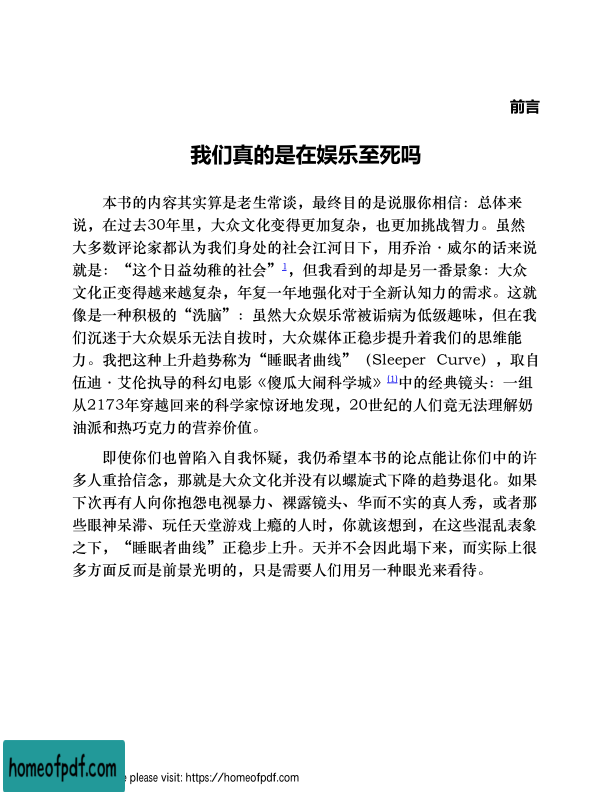 前言
我们真的是在娱乐至死吗
本书的内容其实算是老生常谈，最终目的是说服你相信：总体来
说，在过去30年里，大众文化变得更加复杂，也更加挑战智力。虽然
大多数评论家都认为我们身处的社会江河日下，用乔治·威尔的话来说
就是：“这个日益幼稚的社会”1，但我看到的却是另一番景象：大众
文化正变得越来越复杂，年复一年地强化对于全新认知力的需求。这就
像是一种积极的“洗脑”：虽然大众娱乐常被诟病为低级趣味，但在我
们沉迷于大众娱乐无法自拔时，大众媒体正稳步提升着我们的思维能
力。我把这种上升趋势称为“睡眠者曲线”（Sleeper Curve），取自
伍迪·艾伦执导的科幻电影《傻瓜大闹科学城》[1]中的经典镜头：一组
从2173年穿越回来的科学家惊讶地发现，20世纪的人们竟无法理解奶
油派和热巧克力的营养价值。
即使你们也曾陷入自我怀疑，我仍希望本书的论点能让你们中的许
多人重拾信念，那就是大众文化并没有以螺旋式下降的趋势退化。如果
下次再有人向你抱怨电视暴力、裸露镜头、华而不实的真人秀，或者那
些眼神呆滞、玩任天堂游戏上瘾的人时，你就该想到，在这些混乱表象
之下，“睡眠者曲线”正稳步上升。天并不会因此塌下来，而实际上很
多方面反而是前景光明的，只是需要人们用另一种眼光来看待。
homeofpdf.com
e please visit: https://homeofpdf.com